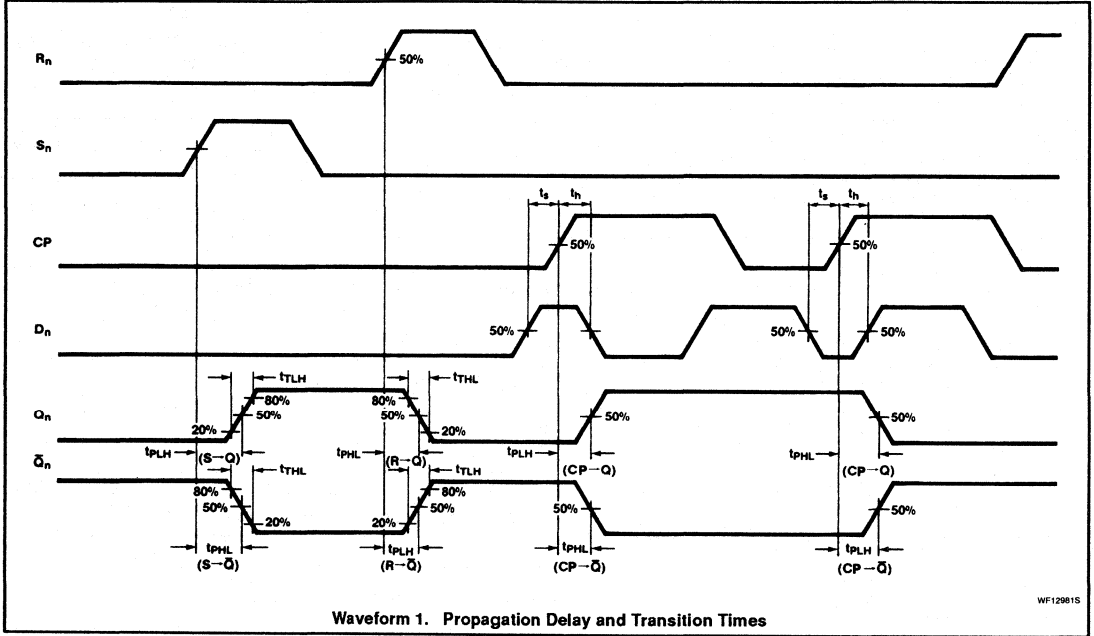 Rn
50%
Sn
ts th ts th
CP
50% 50%
Dn
50% 50% 50%
tTLH tTHL
Qn
80% 80%
50% 50% 50% 50%
20% 20%
tPLH tPHL tPLH tPHL
(S→Q) (R→Q) (CP→Q) (CP→Q)
Q̄n
tTHL tTLH
80% 80%
50% 50% 50% 50%
20% 20%
tPHL tPLH tPHL tPLH
(S→Q̄) (R→Q̄) (CP→Q̄) (CP→Q̄)
WF12981S
Waveform 1. Propagation Delay and Transition Times